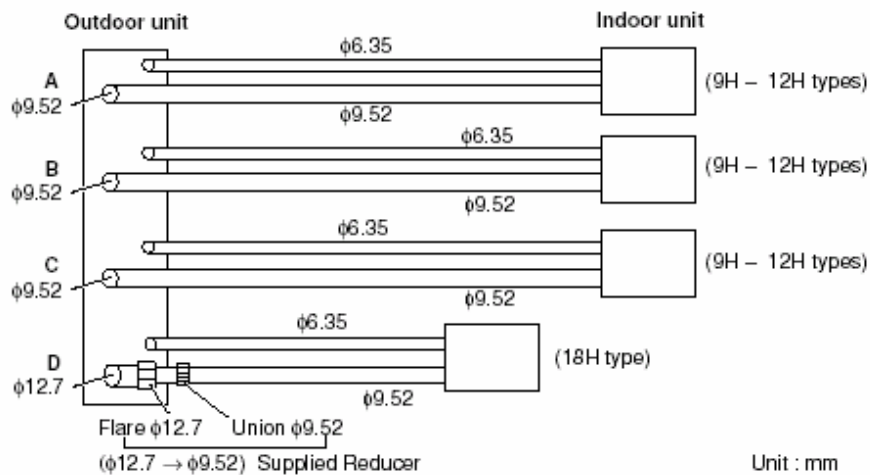 Outdoor unit
Indoor unit
φ6.35
A
φ9.52
φ9.52
(9H – 12H types)
φ6.35
B
φ9.52
φ9.52
(9H – 12H types)
φ6.35
C
φ9.52
φ9.52
(9H – 12H types)
φ6.35
D
φ12.7
φ9.52
(18H type)
Flare φ12.7
Union φ9.52
(φ12.7 → φ9.52) Supplied Reducer
Unit : mm